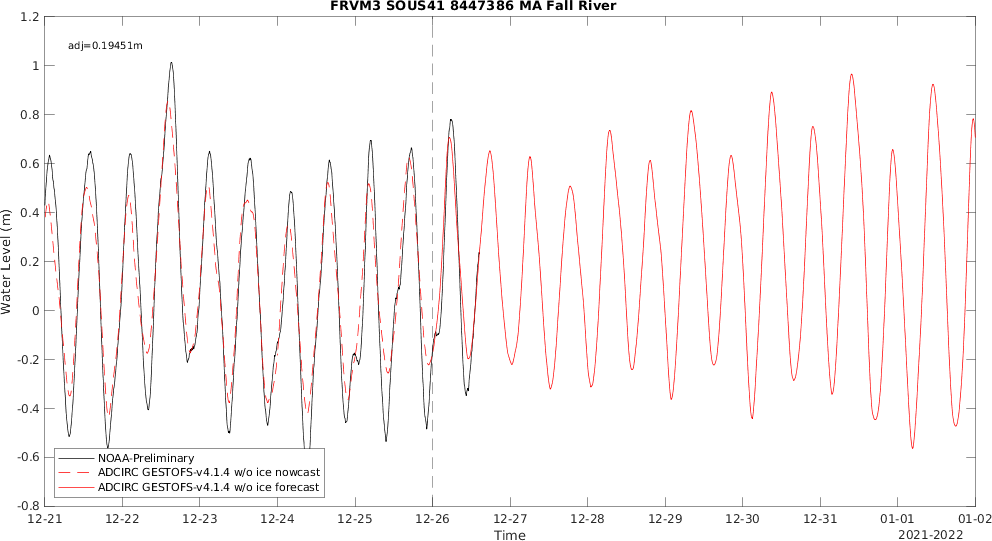 FRVM3 SOUS41 8447386 MA Fall River
1.2
1
0.8
0.6
0.4
0.2
0
-0.2
-0.4
-0.6
-0.8
Water Level (m)
adj=0.19451m
NOAA-Preliminary
ADCIRC GESTOFS-v4.1.4 w/o ice nowcast
ADCIRC GESTOFS-v4.1.4 w/o ice forecast
12-21 12-22 12-23 12-24 12-25 12-26 12-27 12-28 12-29 12-30 12-31 01-01 01-02
Time
2021-2022